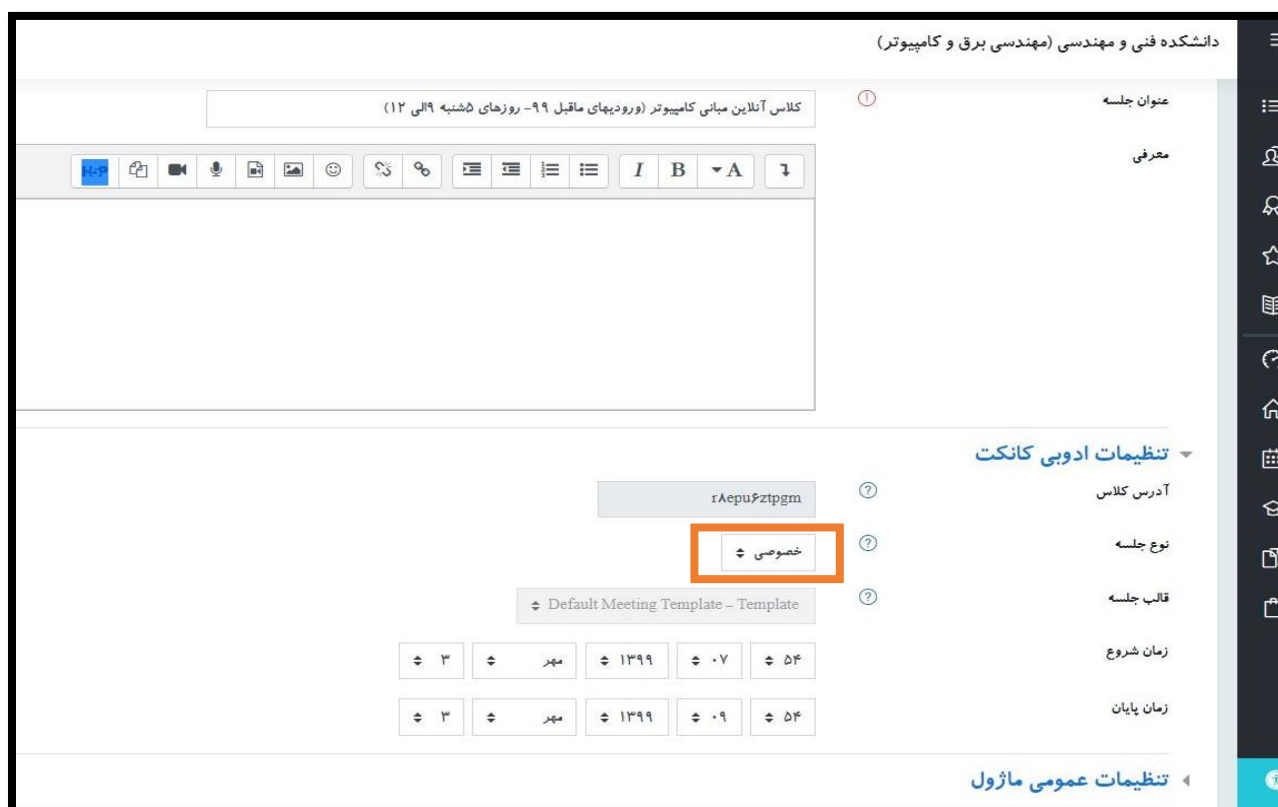 دانشکده فنی و مهندسی (مهندسی برق و کامپیوتر)
عنوان جلسه
کلاس آنلاین مبانی کامپیوتر (ورودیهای ماقبل ۹۹- روزهای ۵شنبه ۹الی ۱۲)
معرفی
A B I H-P
تنظیمات ادوبی کانکت
آدرس کلاس r۸epu۶ztpgm
نوع جلسه خصوصی
قالب جلسه Default Meeting Template – Template
زمان شروع ۵۴ ۰۷ ۱۳۹۹ مهر ۳
زمان پایان ۵۴ ۰۹ ۱۳۹۹ مهر ۳
تنظیمات عمومی ماژول